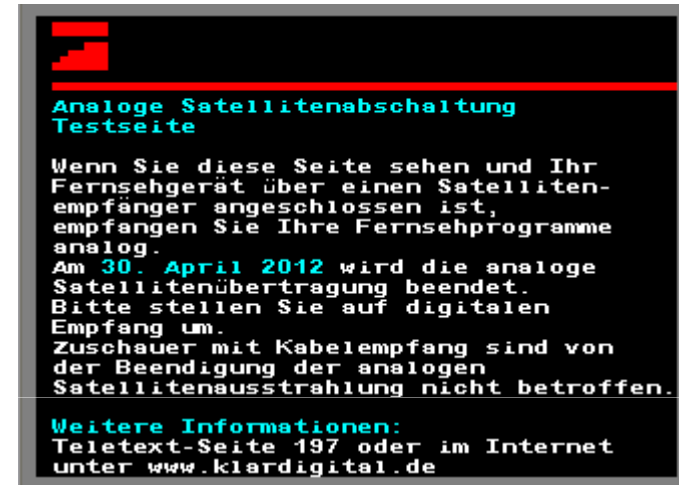 Analoge Satellitenabschaltung
Testseite
Wenn Sie diese Seite sehen und Ihr
Fernsehgerät über einen Satelliten-
empfänger angeschlossen ist,
empfangen Sie Ihre Fernsehprogramme
analog.
Am 30. April 2012 wird die analoge
Satellitenübertragung beendet.
Bitte stellen Sie auf digitalen
Empfang um.
Zuschauer mit Kabelempfang sind von
der Beendigung der analogen
Satellitenausstrahlung nicht betroffen.
Weitere Informationen:
Teletext-Seite 197 oder im Internet
unter www.klardigital.de